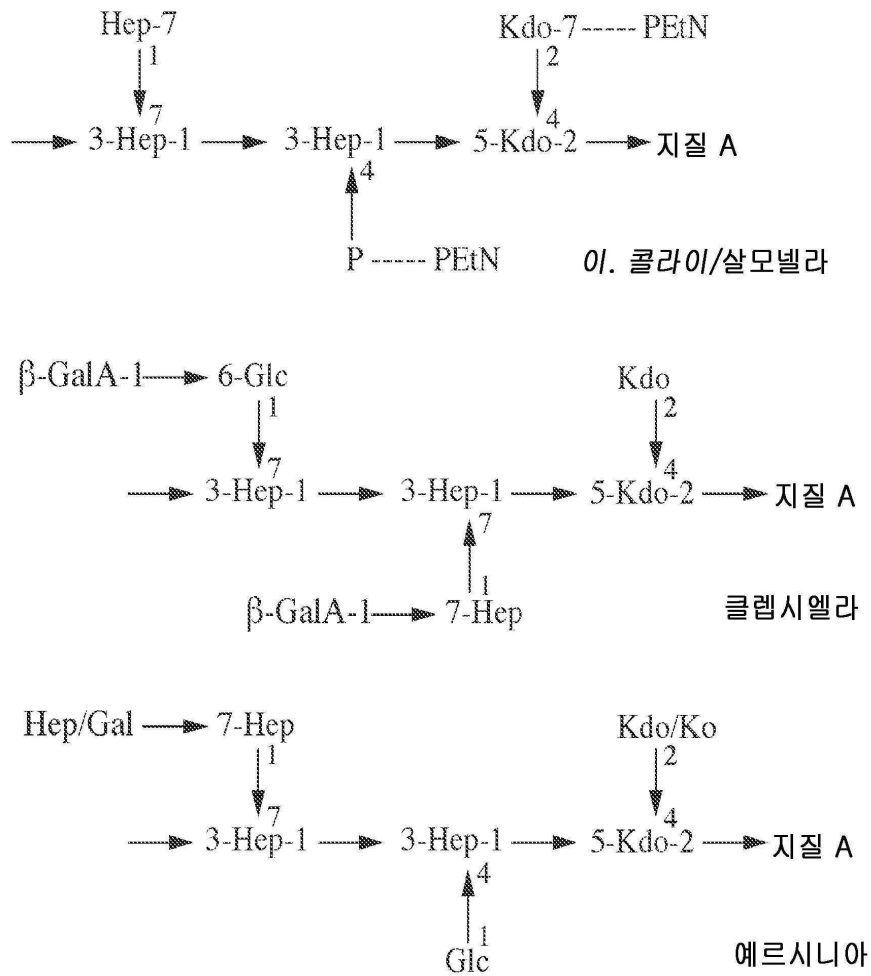 Hep-7 Kdo-7 ----- PEtN
1 2
7 4
3-Hep-1 3-Hep-1 5-Kdo-2 지질 A
4
P ----- PEtN 이. 콜라이/살모넬라
β-GalA-1 6-Glc Kdo
1 2
7 4
3-Hep-1 3-Hep-1 5-Kdo-2 지질 A
7
1
β-GalA-1 7-Hep 클렙시엘라
Hep/Gal 7-Hep Kdo/Ko
1 2
7 4
3-Hep-1 3-Hep-1 5-Kdo-2 지질 A
4
1
Glc 예르시니아